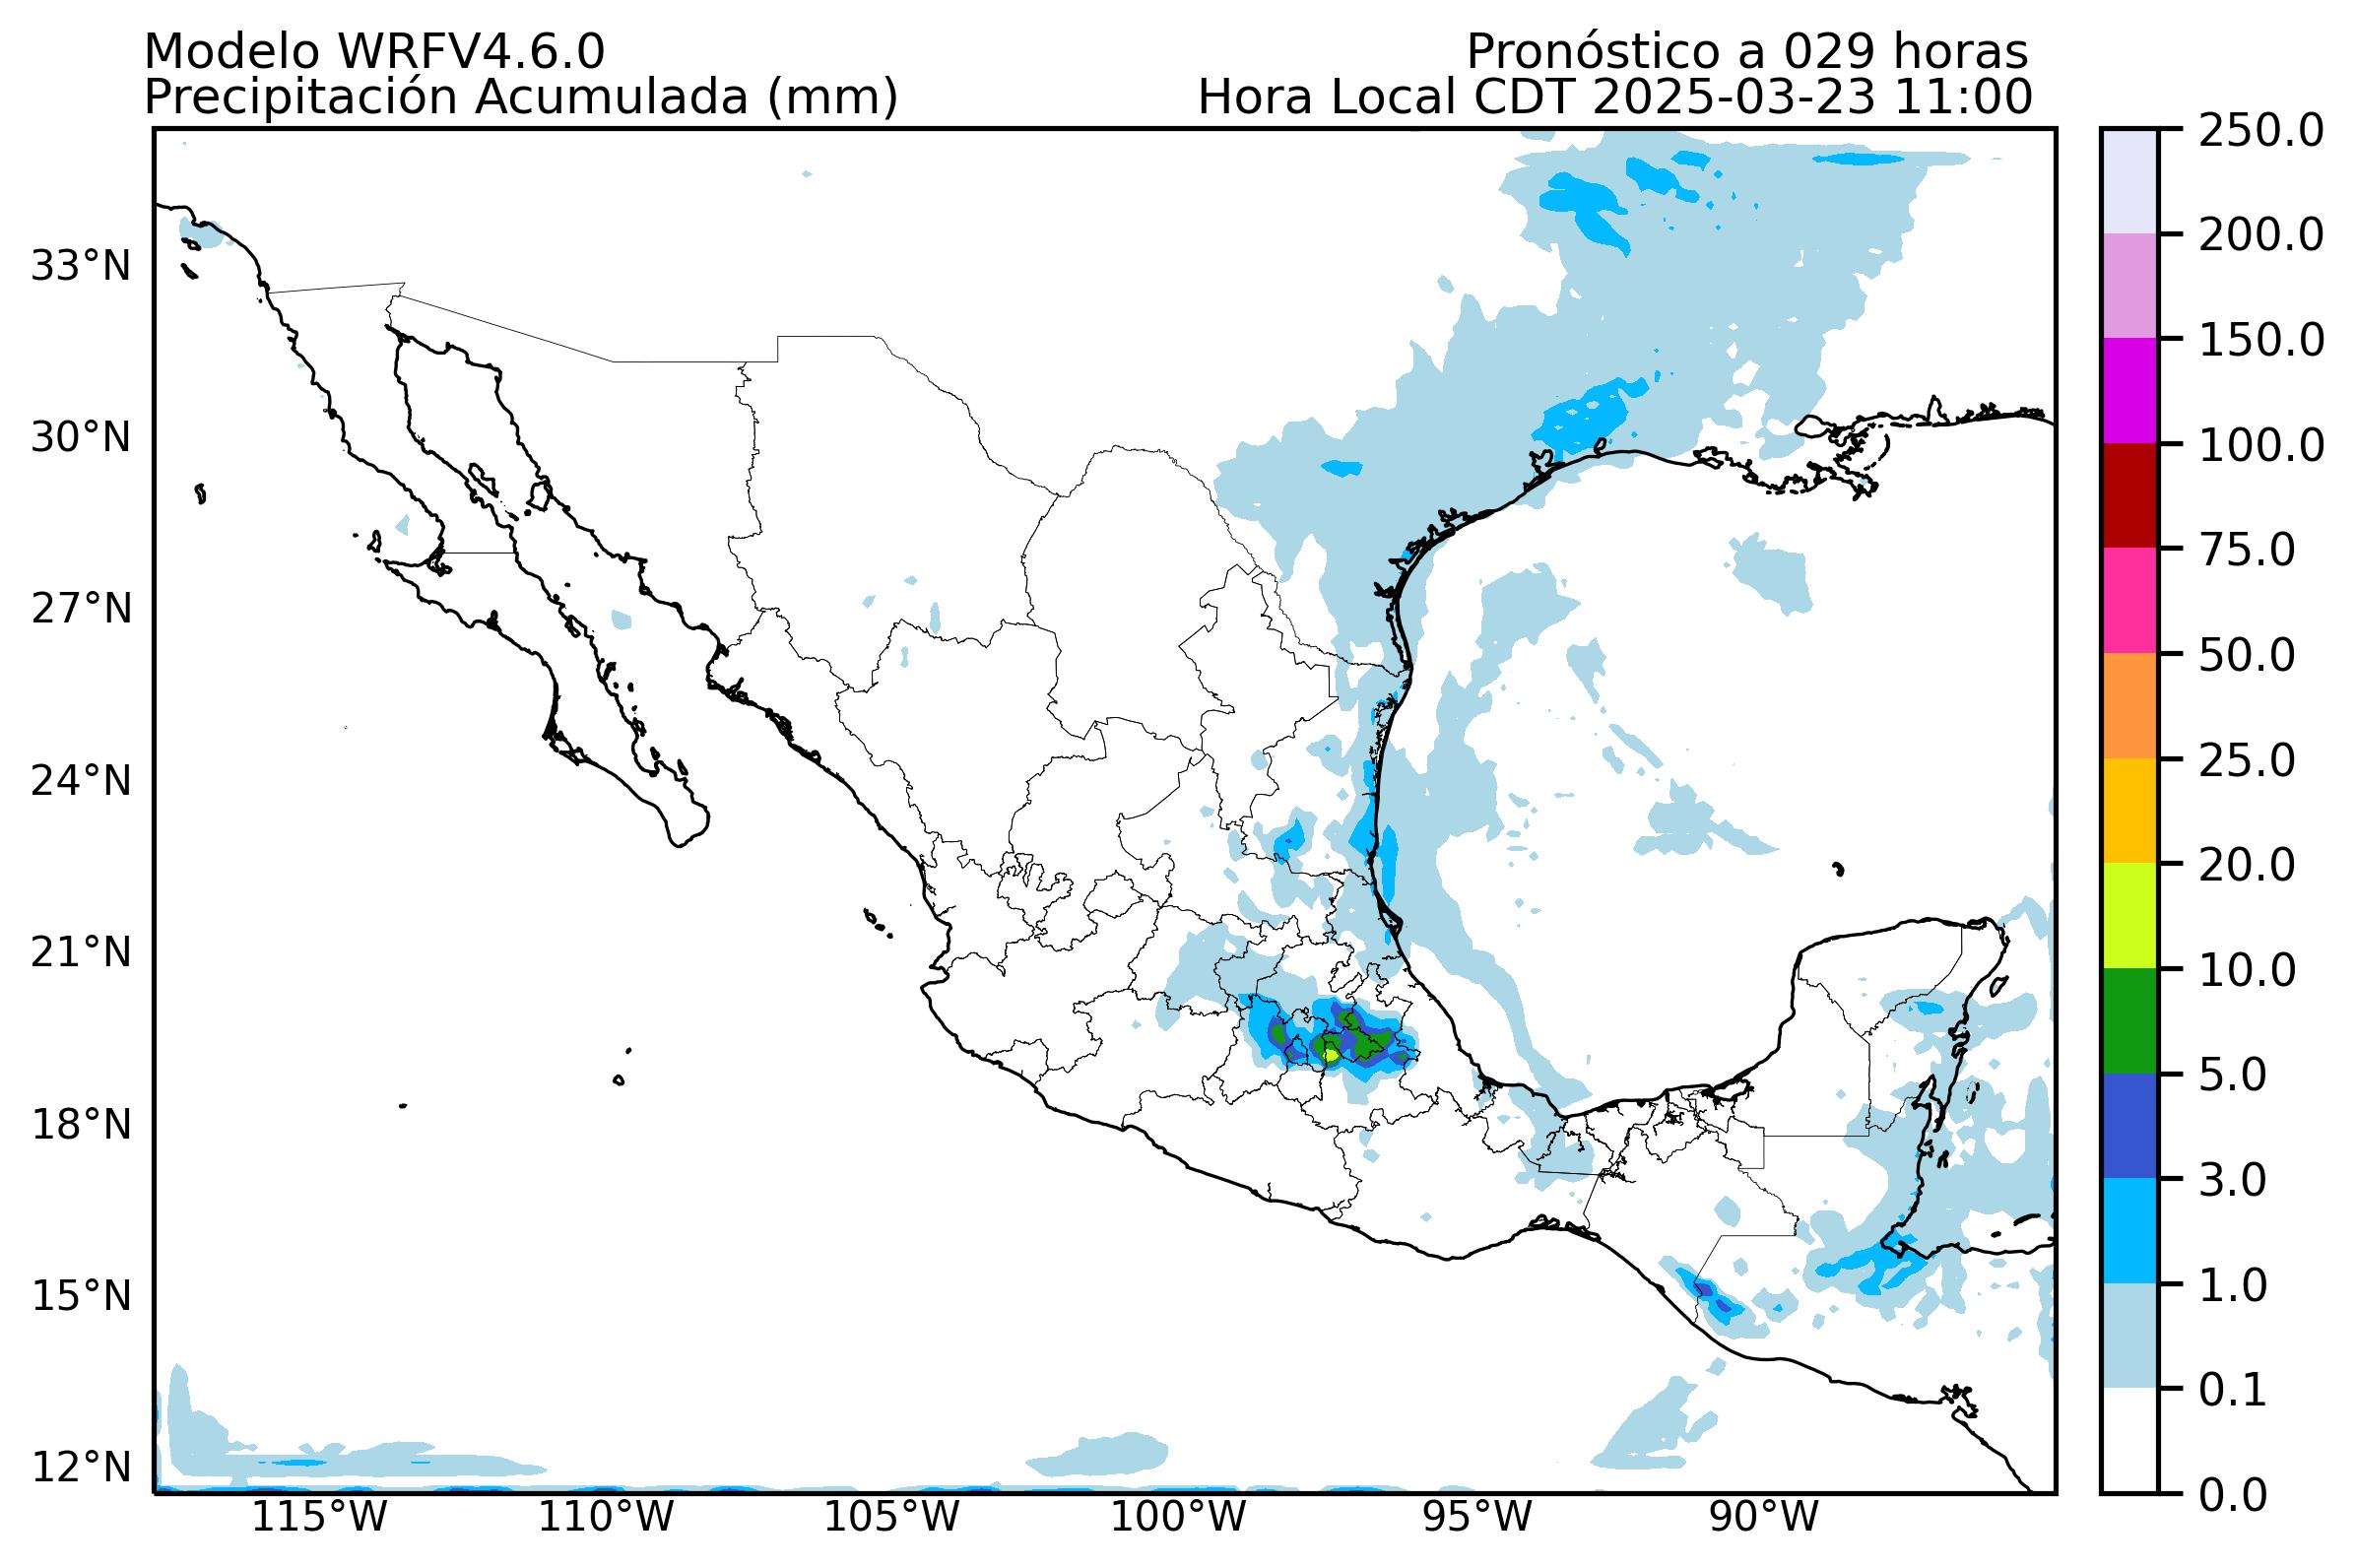 Modelo WRFV4.6.0
Pronóstico a 029 horas
Precipitación Acumulada (mm)
Hora Local CDT 2025-03-23 11:00
33°N
30°N
27°N
24°N
21°N
18°N
15°N
12°N
115°W
110°W
105°W
100°W
95°W
90°W
250.0
200.0
150.0
100.0
75.0
50.0
25.0
20.0
10.0
5.0
3.0
1.0
0.1
0.0